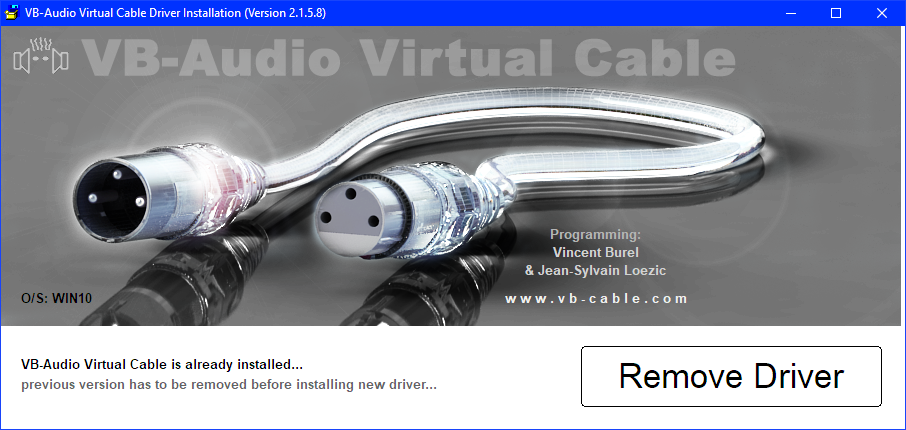 VB-Audio Virtual Cable Driver Installation (Version 2.1.5.8)
VB-Audio Virtual Cable
Programming:
Vincent Burel
& Jean-Sylvain Loezic
O/S: WIN10
www.vb-cable.com
VB-Audio Virtual Cable is already installed...
previous version has to be removed before installing new driver...
Remove Driver